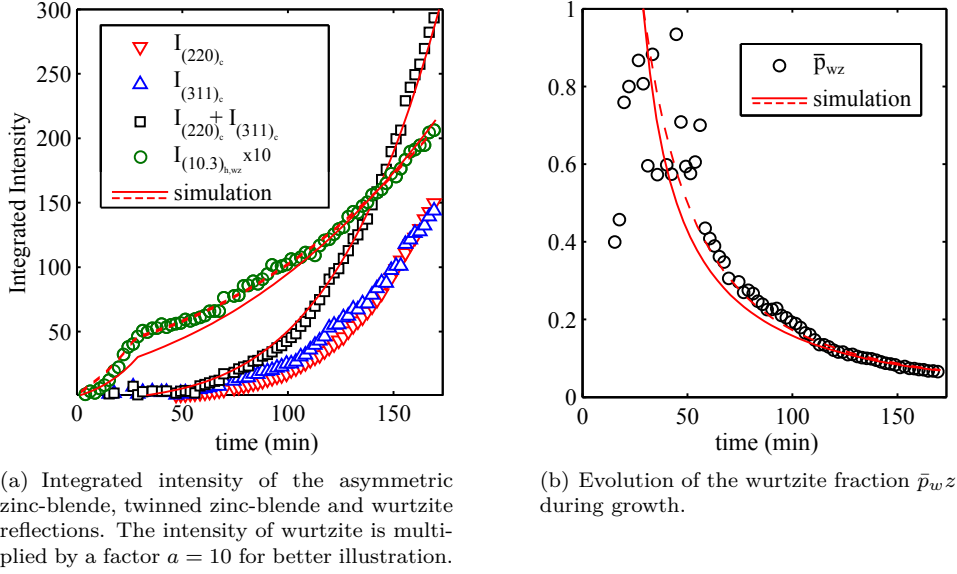 300
250
200
150
100
50
0
50
100
150
Integrated Intensity
time (min)
I(220)c
I(311)c
I(220)c + I(311)c
I(10.3)h,wz x10
simulation
1
0.8
0.6
0.4
0.2
0
0
50
100
150
time (min)
p̄wz
simulation
(a) Integrated intensity of the asymmetric
zinc-blende, twinned zinc-blende and wurtzite
reflections. The intensity of wurtzite is multi-
plied by a factor a = 10 for better illustration.
(b) Evolution of the wurtzite fraction p̄wz
during growth.